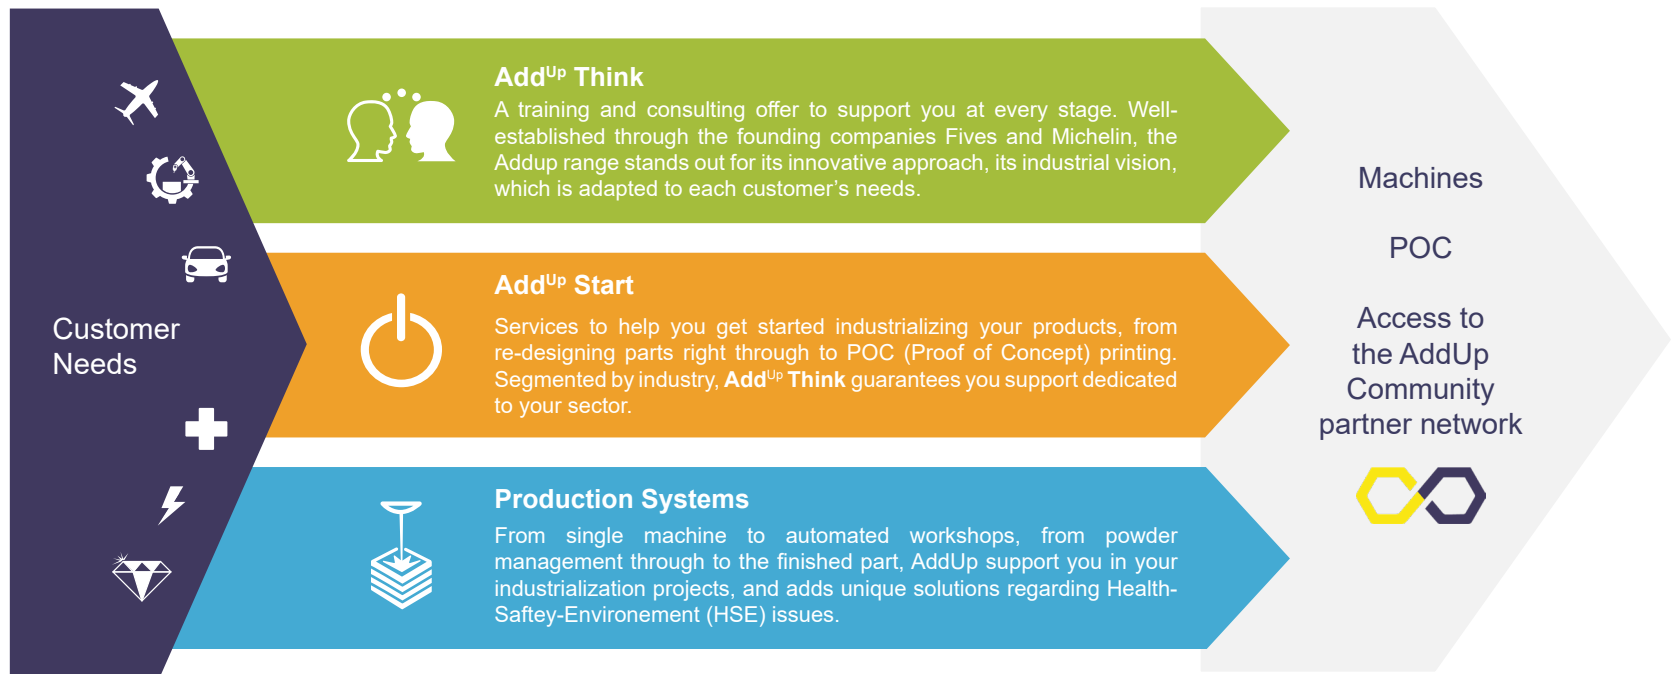 Customer
Needs
Add Up Think
A training and consulting offer to support you at every stage. Well-
established through the founding companies Fives and Michelin, the
Addup range stands out for its innovative approach, its industrial vision,
which is adapted to each customer’s needs.
Add Up Start
Services to help you get started industrializing your products, from
re-designing parts right through to POC (Proof of Concept) printing.
Segmented by industry, Add Up Think guarantees you support dedicated
to your sector.
Production Systems
From single machine to automated workshops, from powder
management through to the finished part, AddUp support you in your
industrialization projects, and adds unique solutions regarding Health-
Saftey-Environement (HSE) issues.
Machines
POC
Access to
the AddUp
Community
partner network